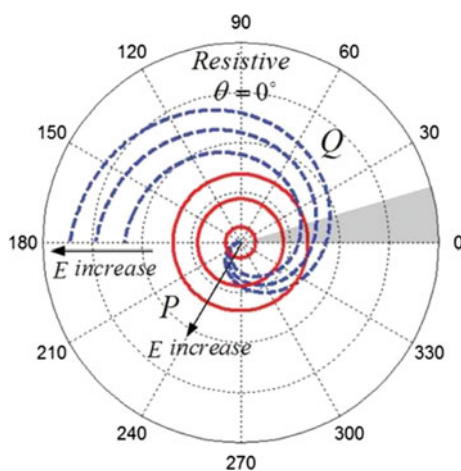 90
120
60
Resistive
θ = 0°
150
Q
30
180
0
E increase
P
E increase
210
330
240
300
270